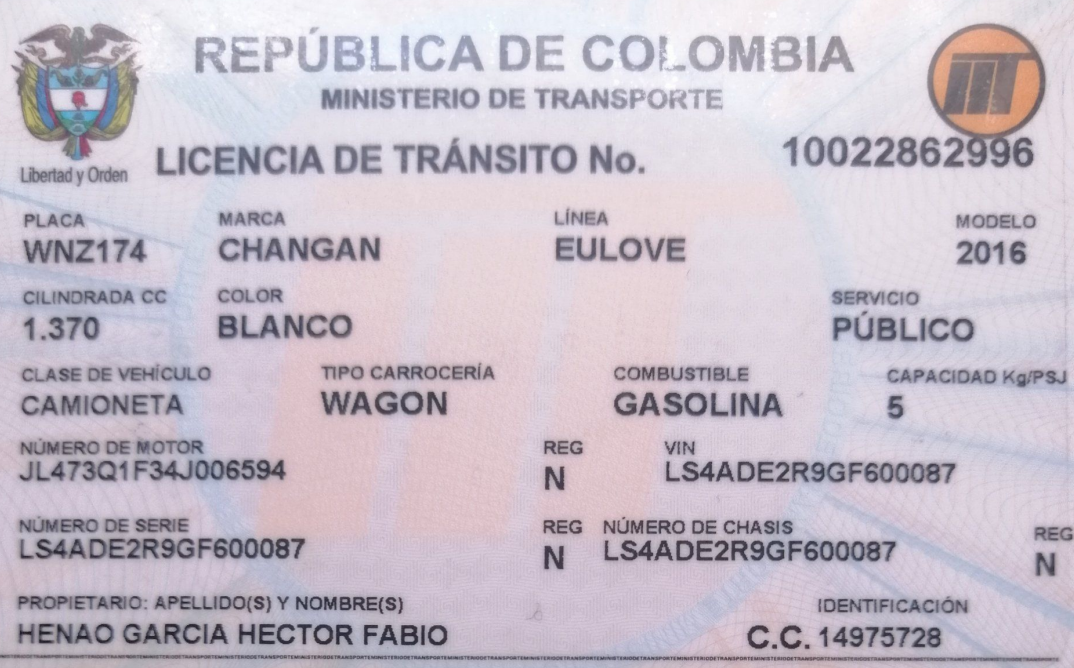 REPÚBLICA DE COLOMBIA
MINISTERIO DE TRANSPORTE
Libertad y Orden
LICENCIA DE TRÁNSITO No. 10022862996
PLACA MARCA LÍNEA MODELO
WNZ174 CHANGAN EULOVE 2016
CILINDRADA CC COLOR SERVICIO
1.370 BLANCO PÚBLICO
CLASE DE VEHÍCULO TIPO CARROCERÍA COMBUSTIBLE CAPACIDAD Kg/PSJ
CAMIONETA WAGON GASOLINA 5
NÚMERO DE MOTOR REG VIN
JL473Q1F34J006594 N LS4ADE2R9GF600087
NÚMERO DE SERIE REG NÚMERO DE CHASIS REG
LS4ADE2R9GF600087 N LS4ADE2R9GF600087 N
PROPIETARIO: APELLIDO(S) Y NOMBRE(S) IDENTIFICACIÓN
HENAO GARCIA HECTOR FABIO C.C. 14975728